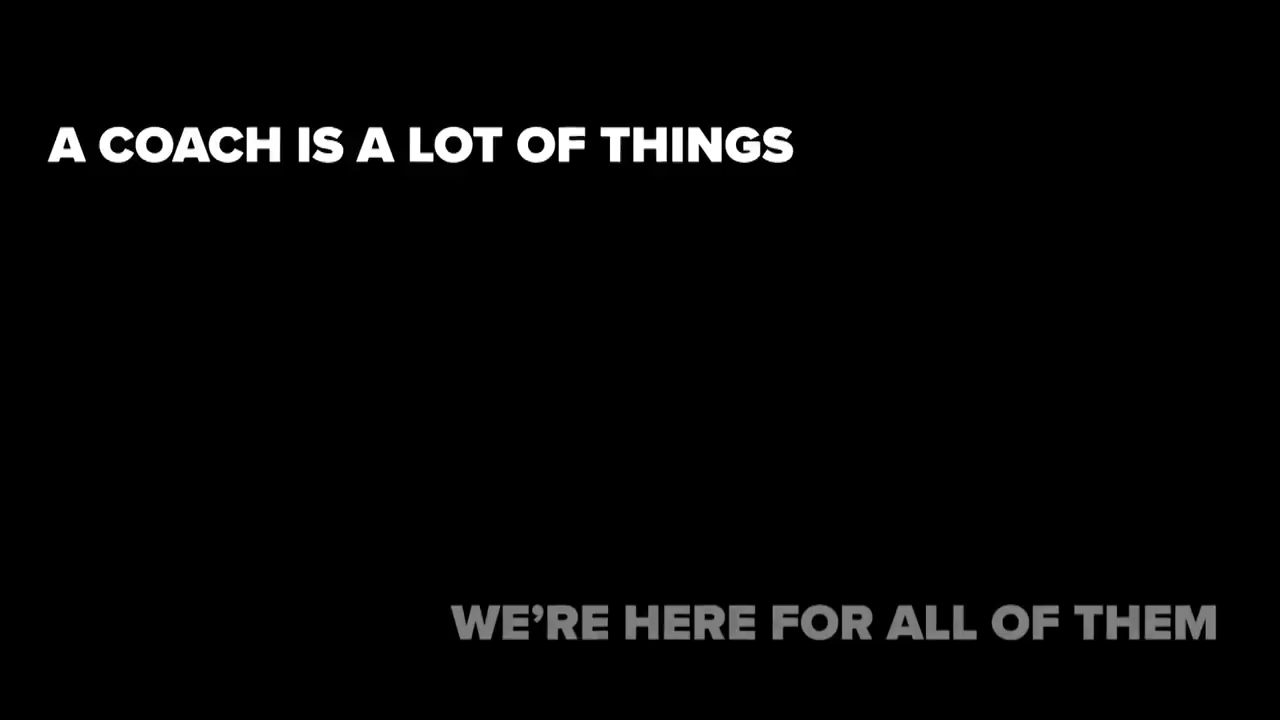 A COACH IS A LOT OF THINGS
WE’RE HERE FOR ALL OF THEM